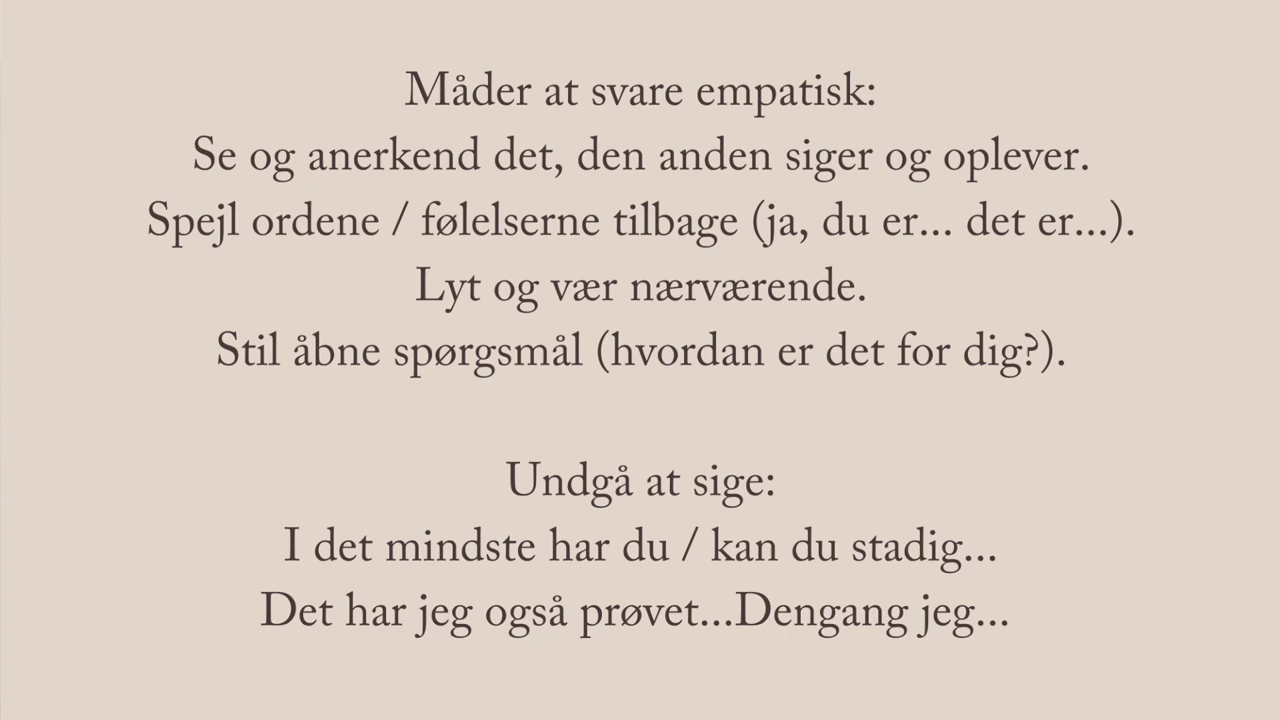 Måder at svare empatisk:
Se og anerkend det, den anden siger og oplever.
Spejl ordene / følelserne tilbage (ja, du er... det er...).
Lyt og vær nærværende.
Stil åbne spørgsmål (hvordan er det for dig?).
Undgå at sige:
I det mindste har du / kan du stadig...
Det har jeg også prøvet...Dengang jeg...